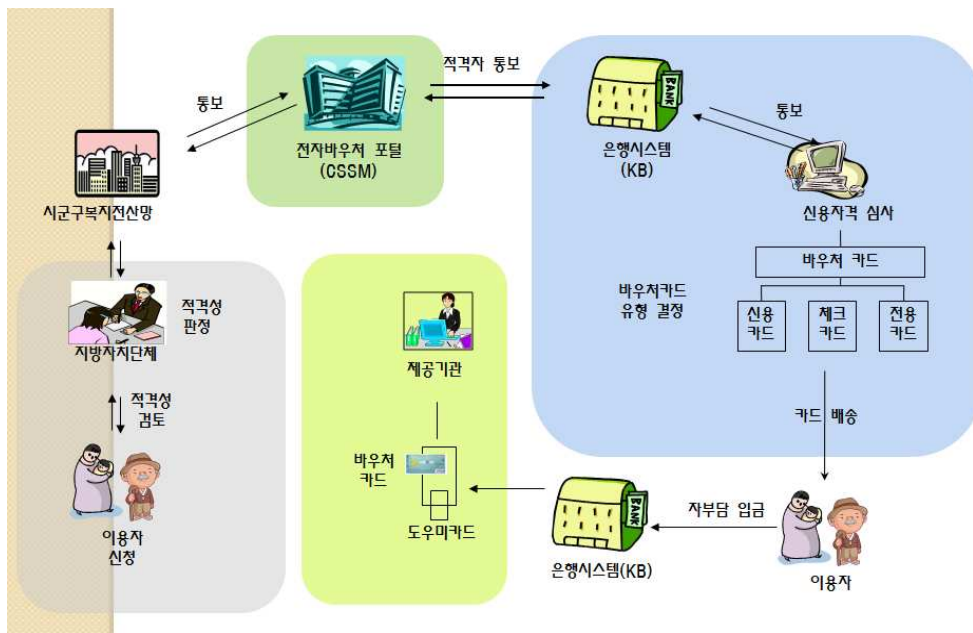 통보
전자바우처 포털
(CSSM)
적격자 통보
은행시스템
(KB)
BANK
통보
신용자격 심사
시군구복지전산망
바우처 카드
바우처카드
유형 결정
신용
카드
체크
카드
전용
카드
적격성
판정
지방자치단체
제공기관
적격성
검토
카드 배송
바우처
카드
도우미카드
이용자
신청
BANK
은행시스템(KB)
자부담 입금
이용자